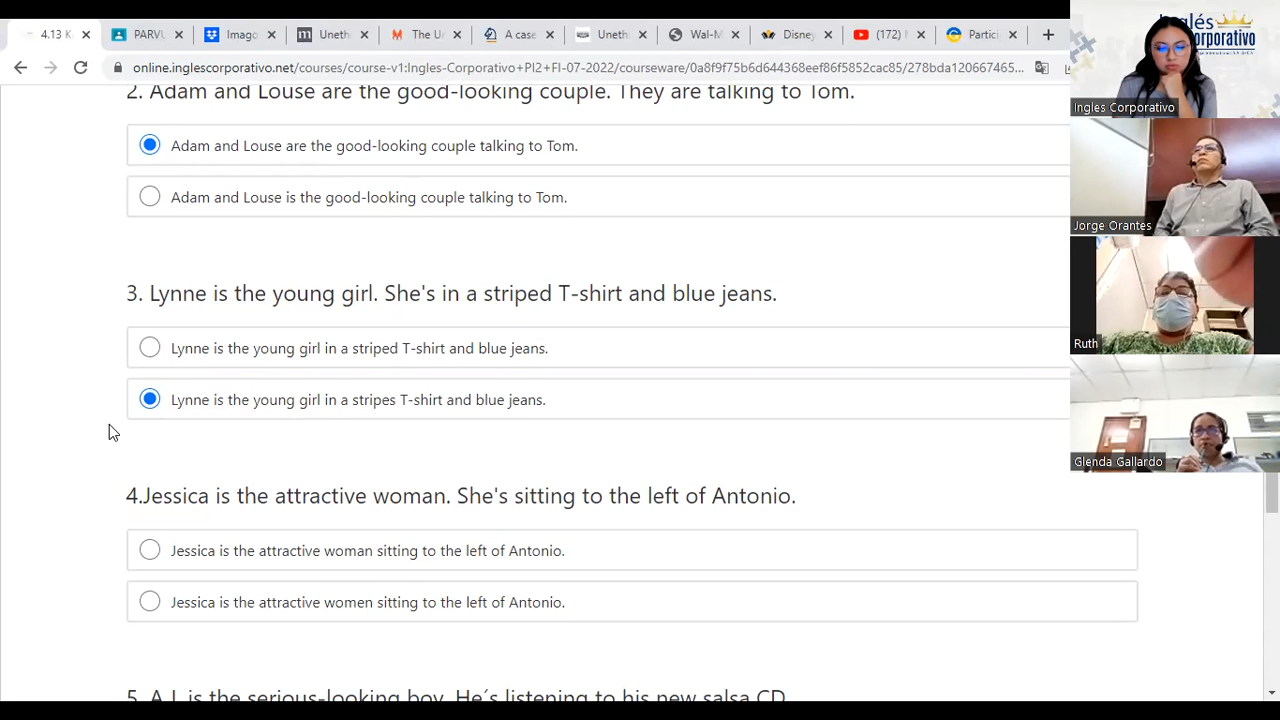 4.13 K
PARVU
Imago
Uneth
The Li
A case
Uneth
Wal-M
Disney
(172) 
Partici
online.inglescorporativo.net/courses/course-v1:Ingles-Cor
-PEI-II-07-2022/courseware/0a8f9f75b6d644368eb86f5852cac85278bda120667465...
Inglés
Corporativo
Ingles Corporativo
2. Adam and Louse are the good-looking couple. They are talking to Tom.
Adam and Louse are the good-looking couple talking to Tom.
Adam and Louse is the good-looking couple talking to Tom.
Jorge Orantes
3. Lynne is the young girl. She's in a striped T-shirt and blue jeans.
Lynne is the young girl in a striped T-shirt and blue jeans.
Ruth
Lynne is the young girl in a stripes T-shirt and blue jeans.
Glenda Gallardo
4.Jessica is the attractive woman. She's sitting to the left of Antonio.
Jessica is the attractive woman sitting to the left of Antonio.
Jessica is the attractive women sitting to the left of Antonio.
5. A.J. is the serious-looking boy. He´s listening to his new salsa CD.